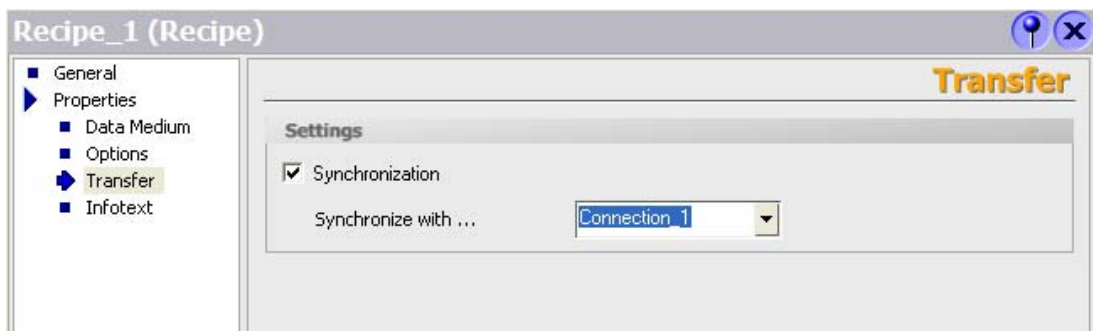 Recipe_1 (Recipe)
General
Properties
Data Medium
Options
Transfer
Infotext
Transfer
Settings
Synchronization
Synchronize with ...
Connection_1